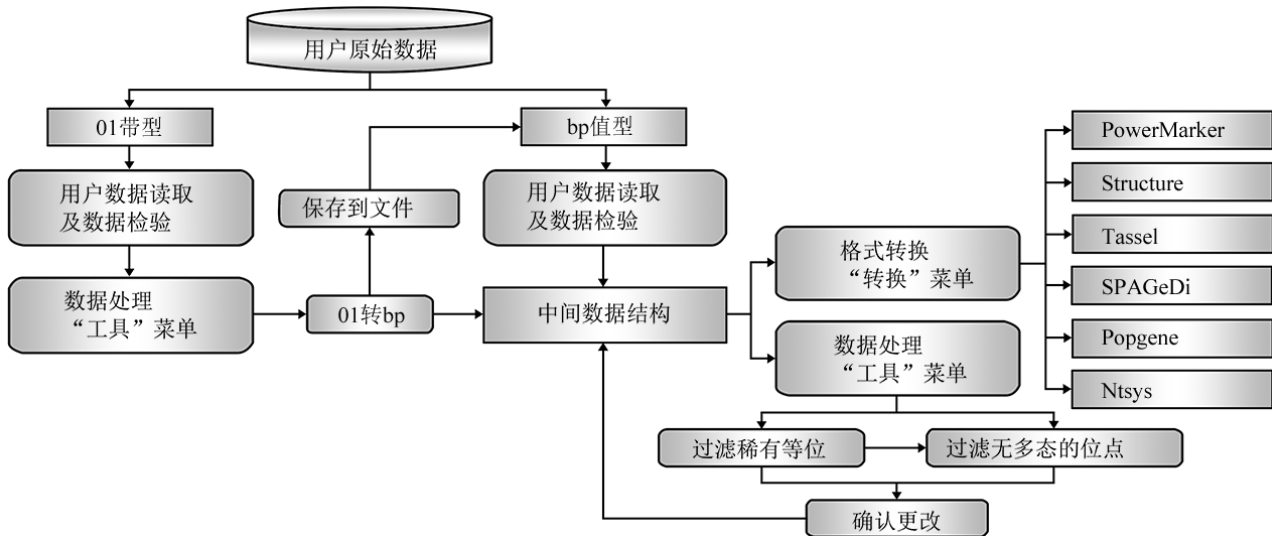 用户原始数据
01带型
bp值型
用户数据读取
及数据检验
保存到文件
用户数据读取
及数据检验
数据处理
“工具”菜单
01转bp
中间数据结构
格式转换
“转换”菜单
数据处理
“工具”菜单
PowerMarker
Structure
Tassel
SPAGeDi
Popgene
Ntsys
过滤稀有等位
过滤无多态的位点
确认更改